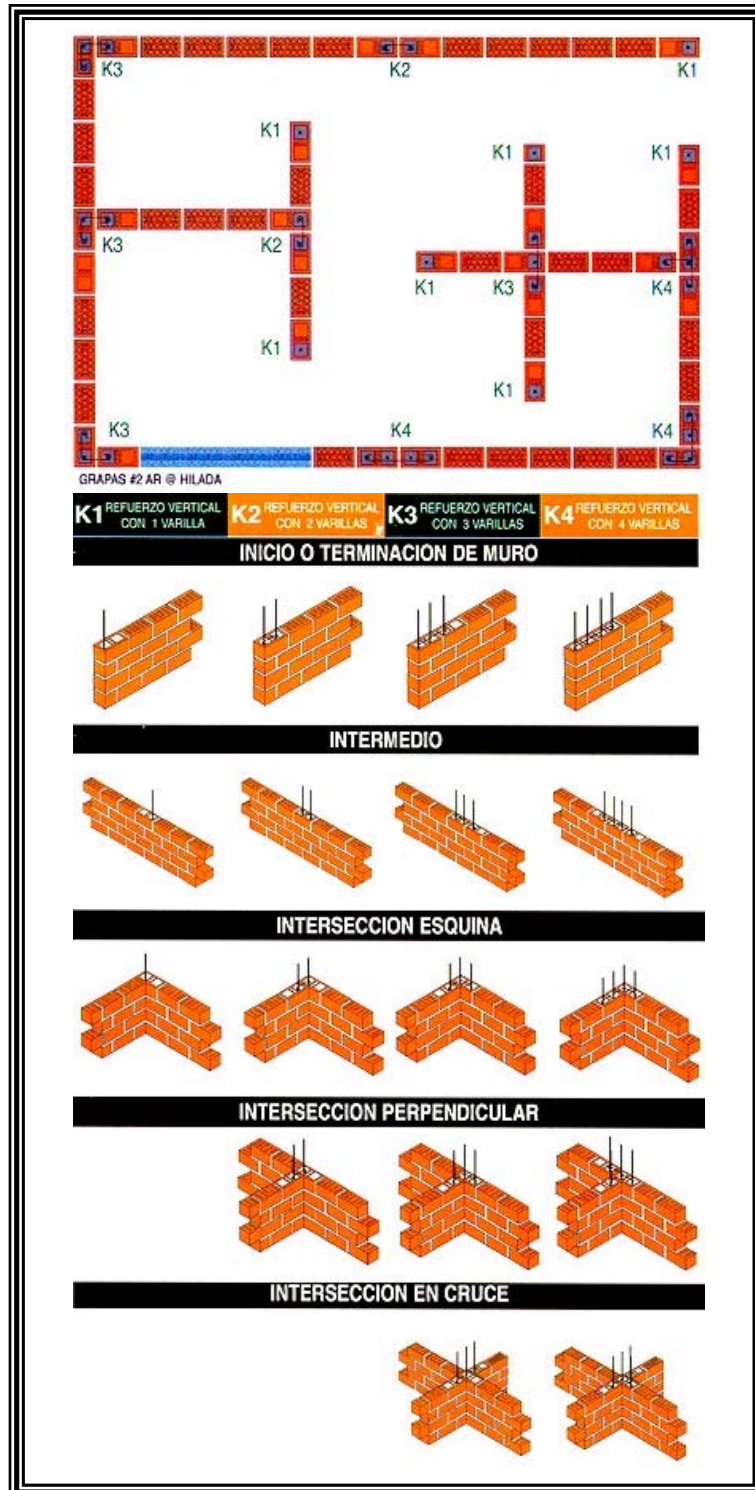 K3 K2 K1
K1
K1 K1
K3 K2
K1 K3 K4
K1
K1
K3 K4 K4
GRAPAS #2 AR @ HILADA
K1 REFUERZO VERTICAL CON 1 VARILLA K2 REFUERZO VERTICAL CON 2 VARILLAS K3 REFUERZO VERTICAL CON 3 VARILLAS K4 REFUERZO VERTICAL CON 4 VARILLAS
INICIO O TERMINACION DE MURO
INTERMEDIO
INTERSECCION ESQUINA
INTERSECCION PERPENDICULAR
INTERSECCION EN CRUCE